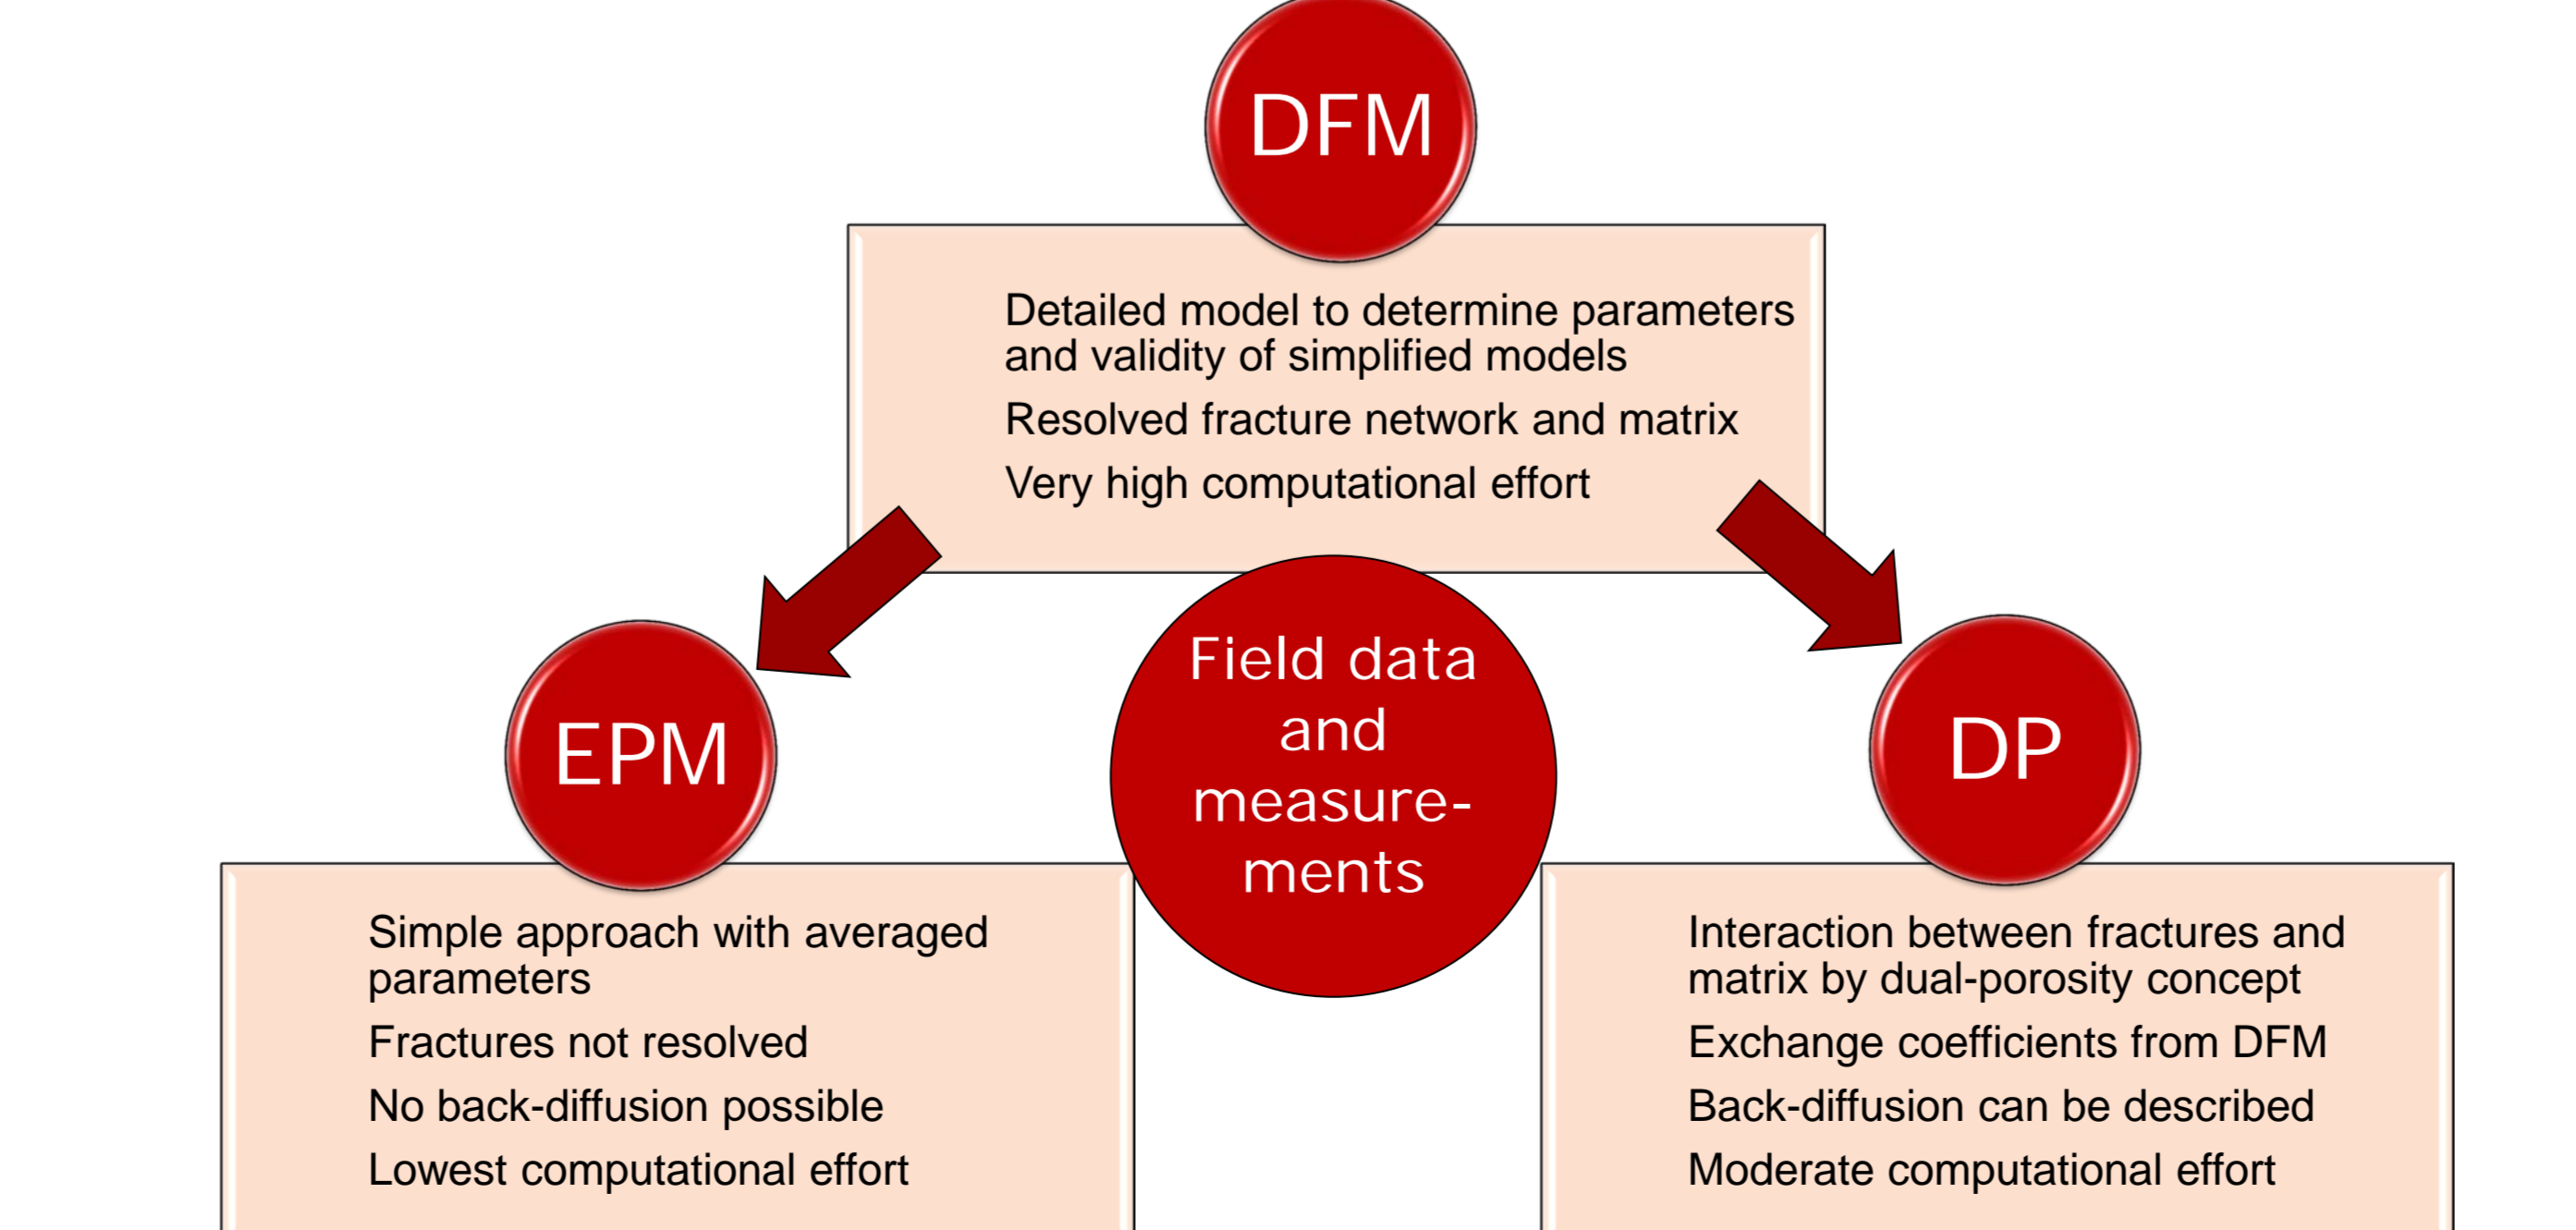 DFM
Detailed model to determine parameters
and validity of simplified models
Resolved fracture network and matrix
Very high computational effort
Field data
and
measure-
ments
EPM
Simple approach with averaged
parameters
Fractures not resolved
No back-diffusion possible
Lowest computational effort
DP
Interaction between fractures and
matrix by dual-porosity concept
Exchange coefficients from DFM
Back-diffusion can be described
Moderate computational effort